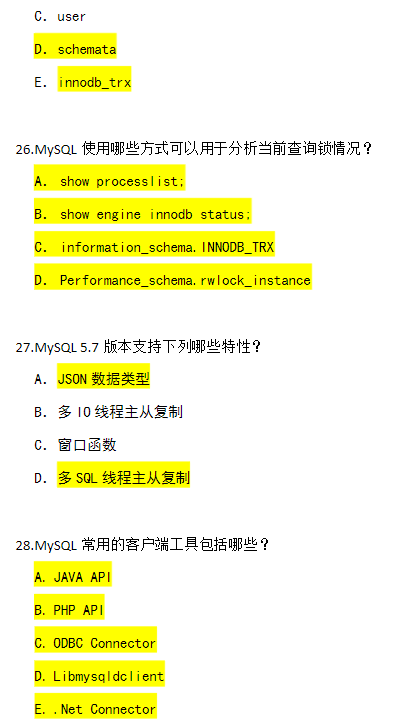 C. user
D. schemata
E. innodb_trx
26.MySQL 使用哪些方式可以用于分析当前查询锁情况？
A. show processlist;
B. show engine innodb status;
C. information_schema.INNODB_TRX
D. Performance_schema.rwlock_instance
27.MySQL 5.7 版本支持下列哪些特性？
A. JSON 数据类型
B. 多 IO 线程主从复制
C. 窗口函数
D. 多 SQL 线程主从复制
28.MySQL 常用的客户端工具包括哪些？
A. JAVA API
B. PHP API
C. ODBC Connector
D. Libmysqldclient
E. .Net Connector